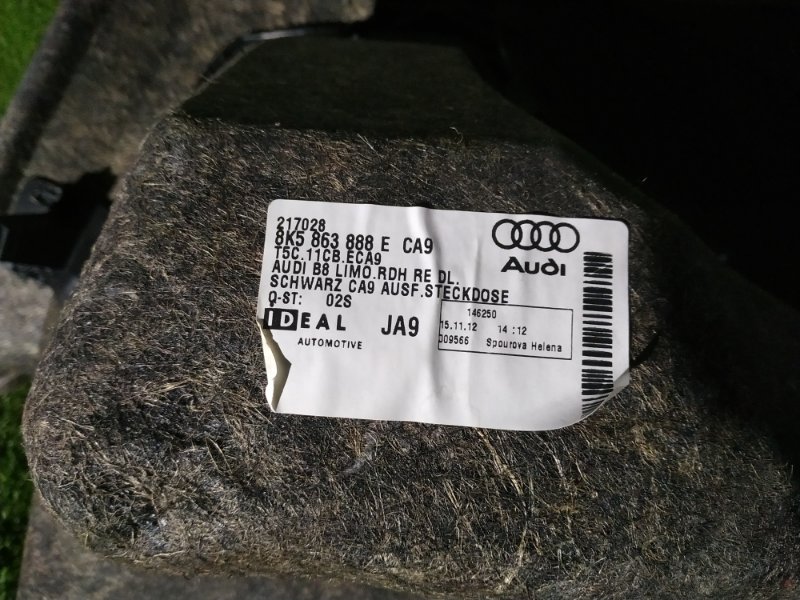 217028
8K5 863 888 E CA9
T5C.11CB.ECA9
AUDI B8 LIMO.RDH RE DL.
SCHWARZ CA9 AUSF.STECKDOSE
Q-ST: 02S
IDEAL JA9
AUTOMOTIVE
Audi
146250
15.11.12 14:12
009566 Spourova Helena